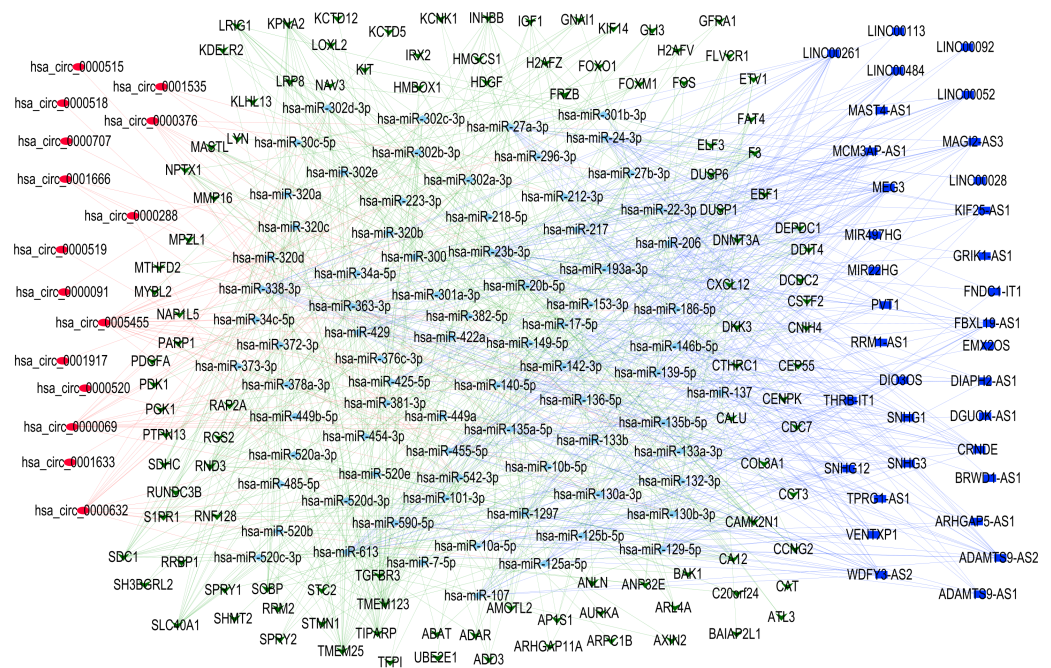 LRIG1
KPNA2
KCTD12
KCTD5
KCNK1
INHBB
IGF1
GNAI1
KIF14
GLI3
GFRA1
KDELR2
LOXL2
IRX2
HMGCS1
H2AFZ
FOXO1
H2AFV
FLVCR1
LRP8
NAV3
KIT
HMBOX1
HDGF
FRZB
FOXM1
FOS
ETV1
KLHL13
FAT4
MASTL
LYN
ELF3
F3
NPTX1
DUSP6
MMP16
EBF1
DUSP1
MPZL1
DNMT3A
DEPDC1
DDIT4
MTHFD2
MYBL2
CXCL12
DCDC2
NAP1L5
CSTF2
PARP1
DKK3
CNIH4
PDGFA
CTHRC1
CEP55
PDK1
PGK1
RAP2A
CENPK
PTPN13
RGS2
CALU
CDC7
SDHC
RND3
COL3A1
RUNDC3B
CGT3
S1PR1
RNF128
CAMK2N1
SDC1
RRBP1
CA12
CCNG2
SH3BGRL2
SPRY1
SOBP
STC2
TGFBR3
ANLN
ANP32E
BAK1
C20orf24
CAT
RRM2
TMEM123
AMOTL2
AP1S1
AURKA
ARL4A
ATL3
SLC40A1
SHMT2
STMN1
TIPARP
ABAT
ADAR
ARHGAP11A
ARPC1B
AXIN2
BAIAP2L1
SPRY2
TMEM25
TFPI
UBE2E1
ADD3
hsa_circ_0000515
hsa_circ_0001535
hsa_circ_0000518
hsa_circ_0000376
hsa_circ_0000707
hsa_circ_0001666
hsa_circ_0000288
hsa_circ_0000519
hsa_circ_0000091
hsa_circ_0005455
hsa_circ_0001917
hsa_circ_0000520
hsa_circ_0000069
hsa_circ_0001633
hsa_circ_0000632
hsa-miR-302d-3p
hsa-miR-302c-3p
hsa-miR-27a-3p
hsa-miR-301b-3p
hsa-miR-30c-5p
hsa-miR-24-3p
hsa-miR-302b-3p
hsa-miR-296-3p
hsa-miR-302e
hsa-miR-302a-3p
hsa-miR-27b-3p
hsa-miR-320a
hsa-miR-223-3p
hsa-miR-212-3p
hsa-miR-218-5p
hsa-miR-22-3p
hsa-miR-320c
hsa-miR-320b
hsa-miR-217
hsa-miR-206
hsa-miR-320d
hsa-miR-300
hsa-miR-23b-3p
hsa-miR-34a-5p
hsa-miR-193a-3p
hsa-miR-338-3p
hsa-miR-20b-5p
hsa-miR-301a-3p
hsa-miR-363-3p
hsa-miR-153-3p
hsa-miR-186-5p
hsa-miR-34c-5p
hsa-miR-382-5p
hsa-miR-17-5p
hsa-miR-429
hsa-miR-422a
hsa-miR-149-5p
hsa-miR-372-3p
hsa-miR-146b-5p
hsa-miR-376c-3p
hsa-miR-373-3p
hsa-miR-142-3p
hsa-miR-139-5p
hsa-miR-378a-3p
hsa-miR-425-5p
hsa-miR-140-5p
hsa-miR-137
hsa-miR-381-3p
hsa-miR-136-5p
hsa-miR-449b-5p
hsa-miR-449a
hsa-miR-135a-5p
hsa-miR-135b-5p
hsa-miR-454-3p
hsa-miR-133b
hsa-miR-520a-3p
hsa-miR-455-5p
hsa-miR-133a-3p
hsa-miR-10b-5p
hsa-miR-485-5p
hsa-miR-520e
hsa-miR-542-3p
hsa-miR-132-3p
hsa-miR-520d-3p
hsa-miR-101-3p
hsa-miR-130a-3p
hsa-miR-1297
hsa-miR-130b-3p
hsa-miR-520b
hsa-miR-590-5p
hsa-miR-125b-5p
hsa-miR-520c-3p
hsa-miR-613
hsa-miR-10a-5p
hsa-miR-129-5p
hsa-miR-7-5p
hsa-miR-125a-5p
hsa-miR-107
LINC00113
LINC00261
LINC00092
LINC00484
LINC00052
MAST4-AS1
MCM3AP-AS1
MAGI2-AS3
MEG3
LINC00028
KIF25-AS1
MIR497HG
GRIK1-AS1
MIR22HG
FNDC1-IT1
PVT1
FBXL19-AS1
RRM1-AS1
EMX2OS
DIO3OS
DIAPH2-AS1
THRB-IT1
SNHG1
DGUOK-AS1
CRNDE
SNHG12
SNHG3
BRWD1-AS1
TPRG1-AS1
ARHGAP5-AS1
VENTXP1
ADAMTS9-AS2
WDFY3-AS2
ADAMTS9-AS1